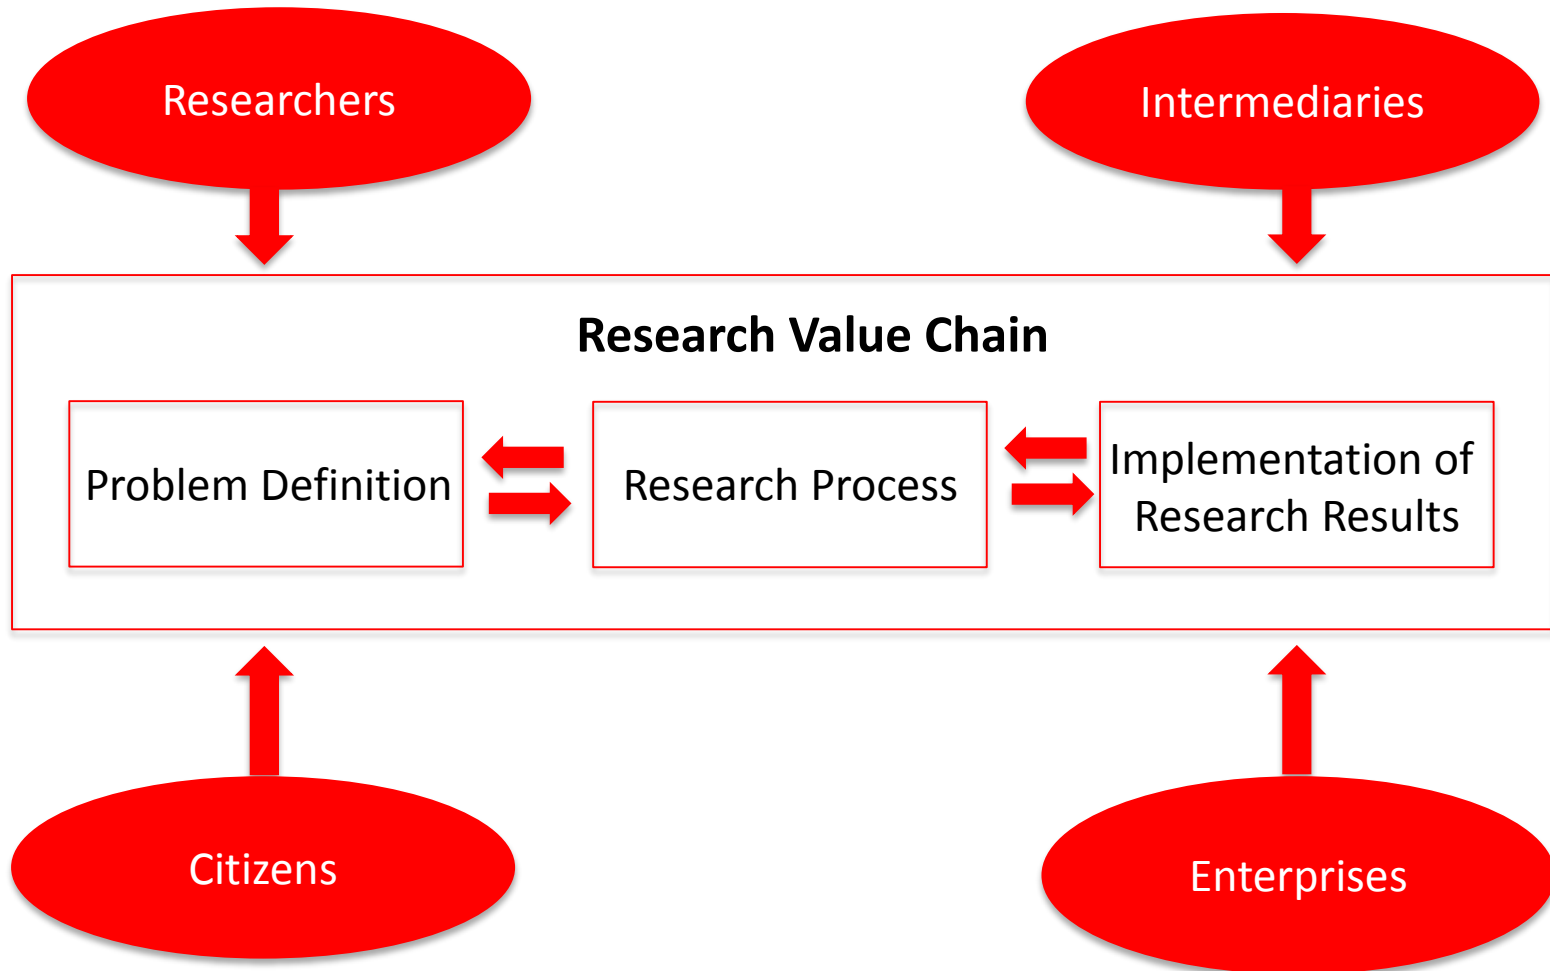 Researchers
Intermediaries
Research Value Chain
Problem Definition
Research Process
Implementation of
Research Results
Citizens
Enterprises